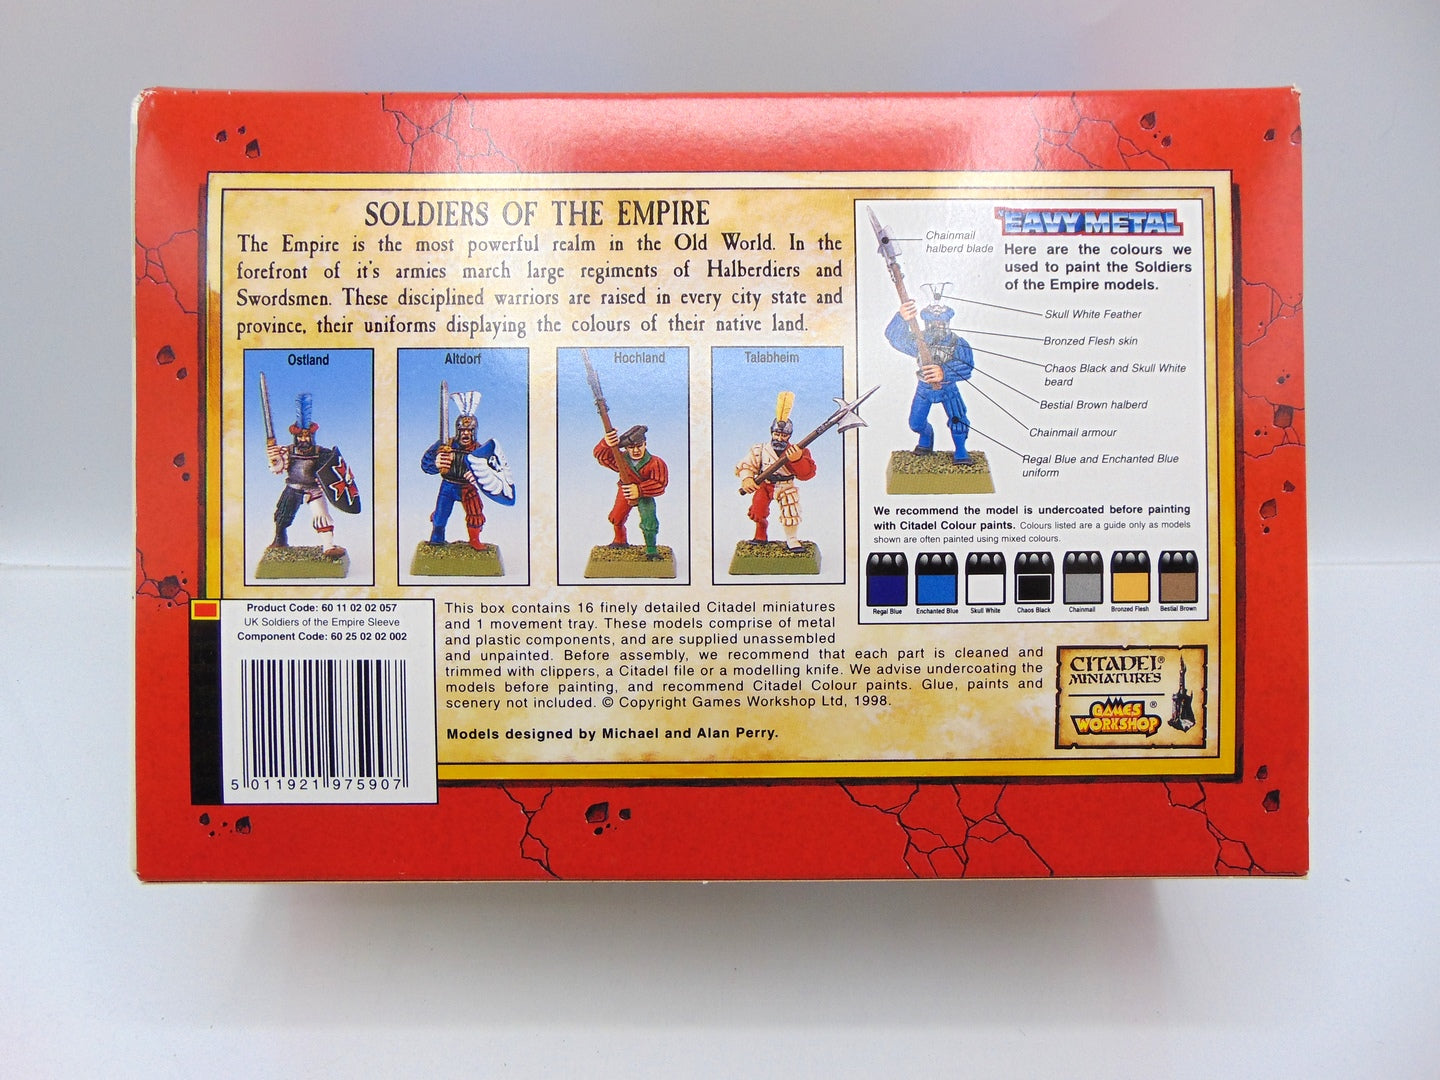 SOLDIERS OF THE EMPIRE
The Empire is the most powerful realm in the Old World. In the
forefront of it's armies march large regiments of Halberdiers and
Swordsmen. These disciplined warriors are raised in every city state and
province, their uniforms displaying the colours of their native land.
Ostland
Altdorf
Hochland
Talabheim
'EAVY METAL
Here are the colours we
used to paint the Soldiers
of the Empire models.
Chainmail
halberd blade
Skull White Feather
Bronzed Flesh skin
Chaos Black and Skull White
beard
Bestial Brown halberd
Chainmail armour
Regal Blue and Enchanted Blue
uniform
We recommend the model is undercoated before painting
with Citadel Colour paints. Colours listed are a guide only as models
shown are often painted using mixed colours.
Regal Blue
Enchanted Blue
Skull White
Chaos Black
Chainmail
Bronzed Flesh
Bestial Brown
Product Code: 60 11 02 02 057
UK Soldiers of the Empire Sleeve
Component Code: 60 25 02 02 002
5 011921 975907
This box contains 16 finely detailed Citadel miniatures
and 1 movement tray. These models comprise of metal
and plastic components, and are supplied unassembled
and unpainted. Before assembly, we recommend that each part is cleaned and
trimmed with clippers, a Citadel file or a modelling knife. We advise undercoating the
models before painting, and recommend Citadel Colour paints. Glue, paints and
scenery not included. © Copyright Games Workshop Ltd, 1998.
Models designed by Michael and Alan Perry.
CITADEL®
MINIATURES
GAMES ®
WORKSHOP